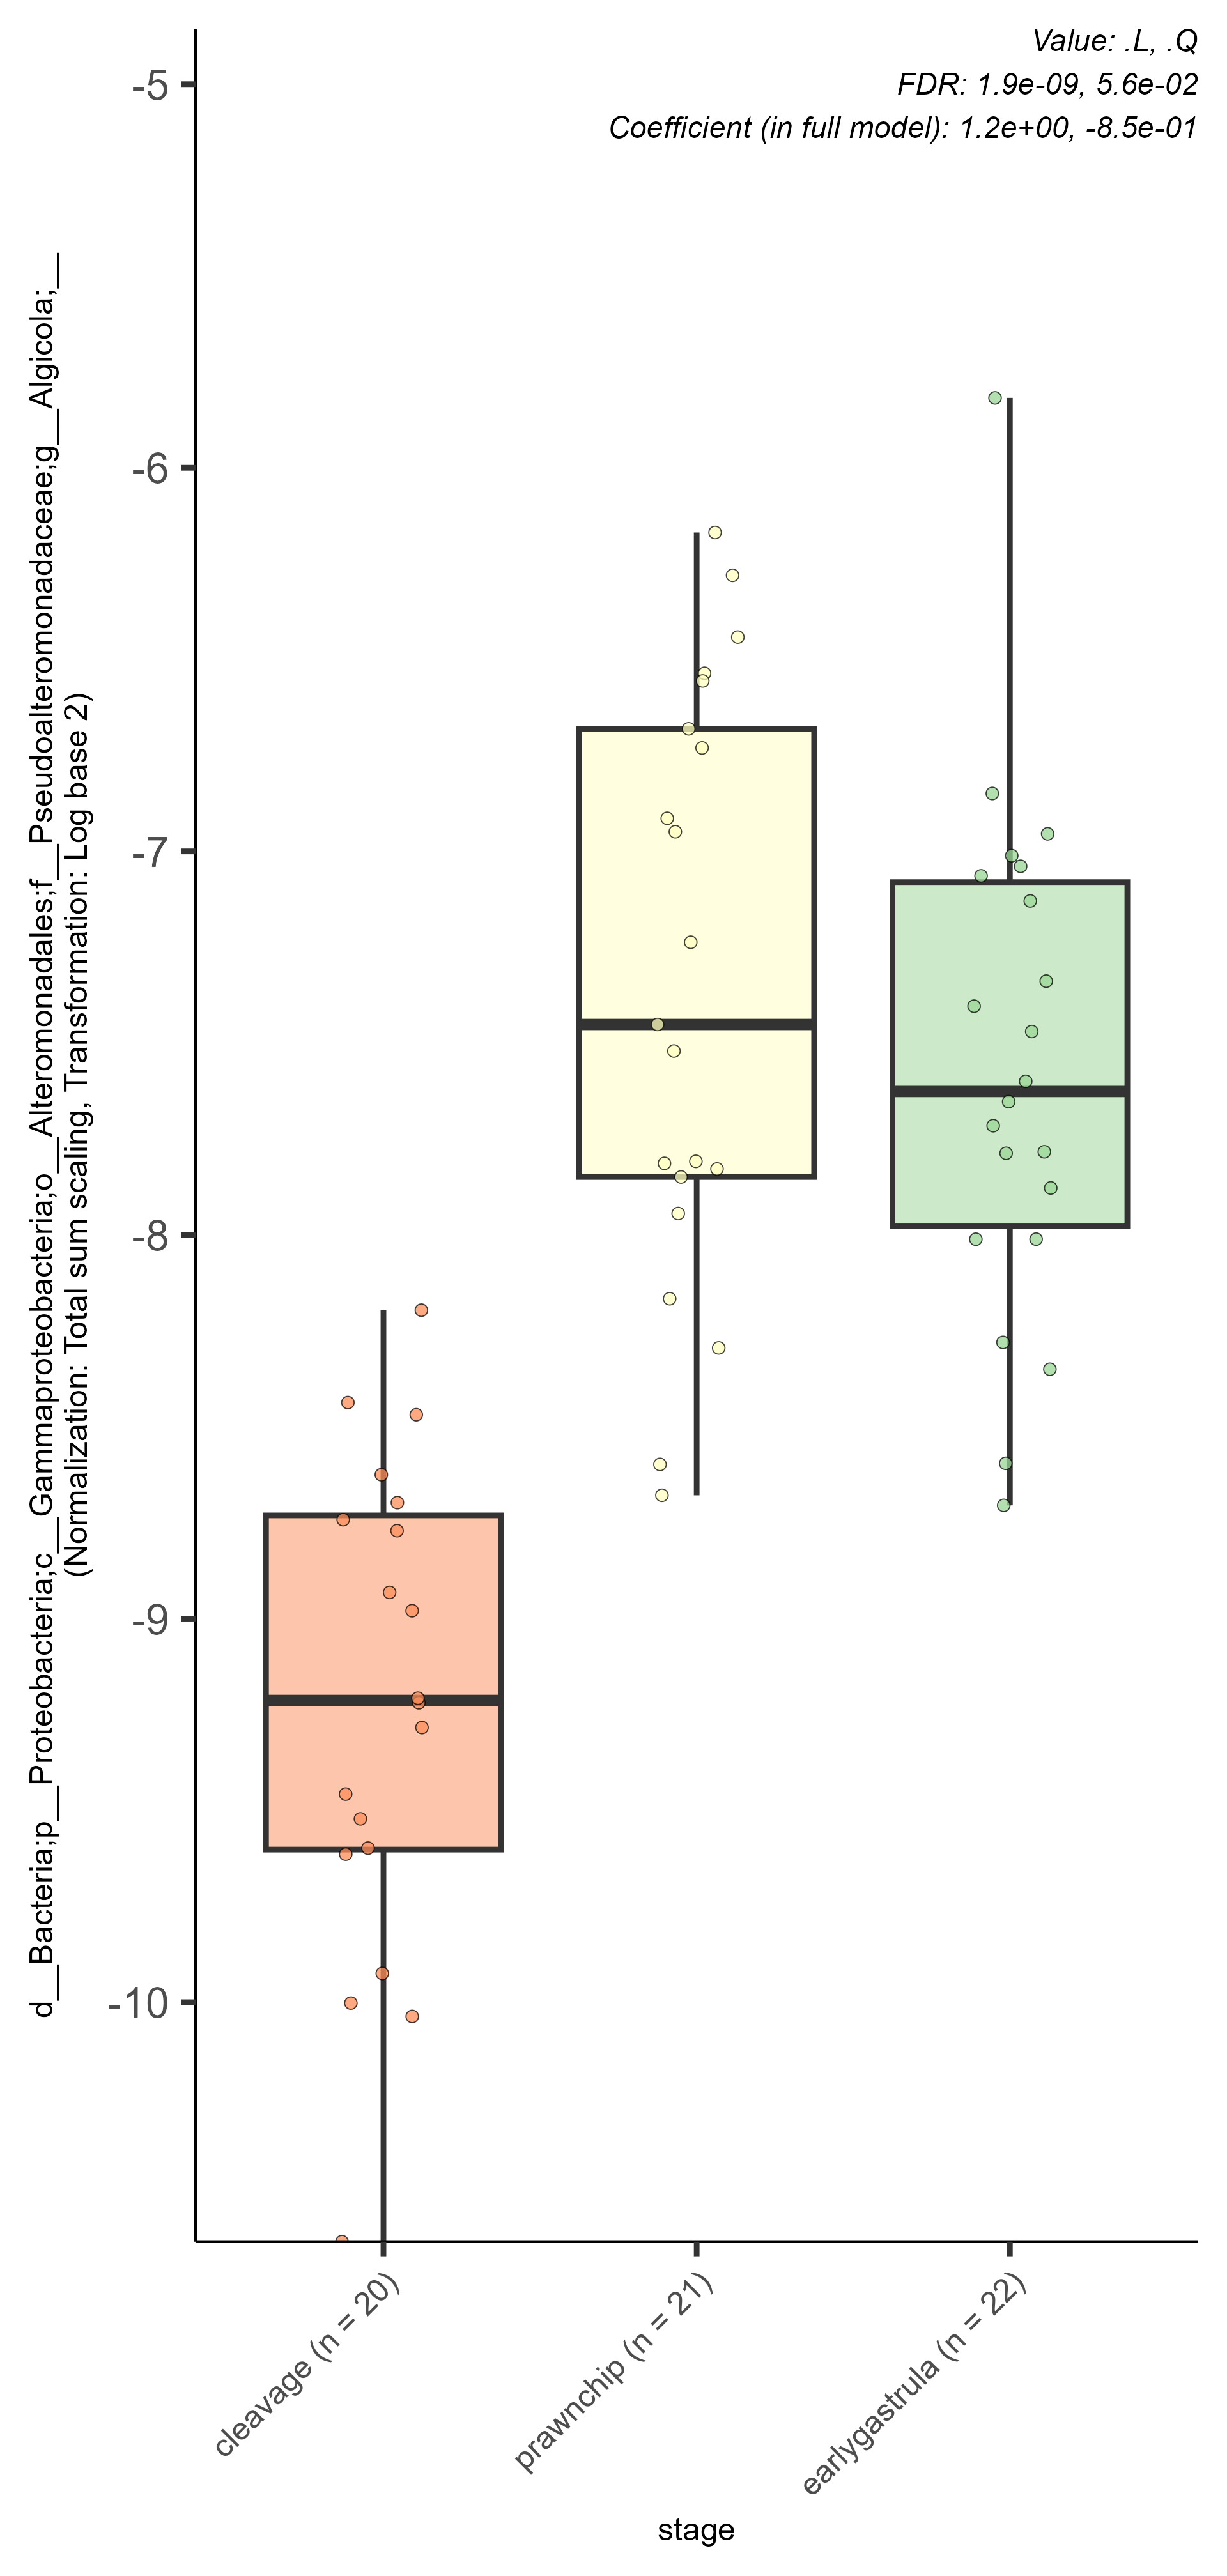 Value: .L, .Q
FDR: 1.9e-09, 5.6e-02
Coefficient (in full model): 1.2e+00, -8.5e-01
d__Bacteria;p__Proteobacteria;c__Gammaproteobacteria;o__Alteromonadales;f__Pseudoalteromonadaceae;g__Algicola;__
(Normalization: Total sum scaling, Transformation: Log base 2)
-5
-6
-7
-8
-9
-10
cleavage (n = 20)
prawnchip (n = 21)
earlygastrula (n = 22)
stage